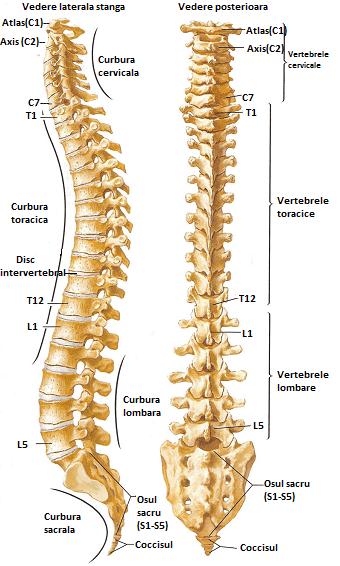 Vedere laterala stanga
Atlas(C1)
Axis (C2)
Curbura
cervicala
C7
T1
Curbura
toracica
Disc
intervertebral
T12
L1
Curbura
lombara
L5
Osul
sacru
(S1-S5)
Curbura
sacrala
Coccisul
Vedere posterioara
Atlas(C1)
Axis(C2)
Vertebrele
cervicale
C7
T1
Vertebrele
toracice
T12
L1
Vertebrele
lombare
L5
Osul sacru
(S1-S5)
Coccisul